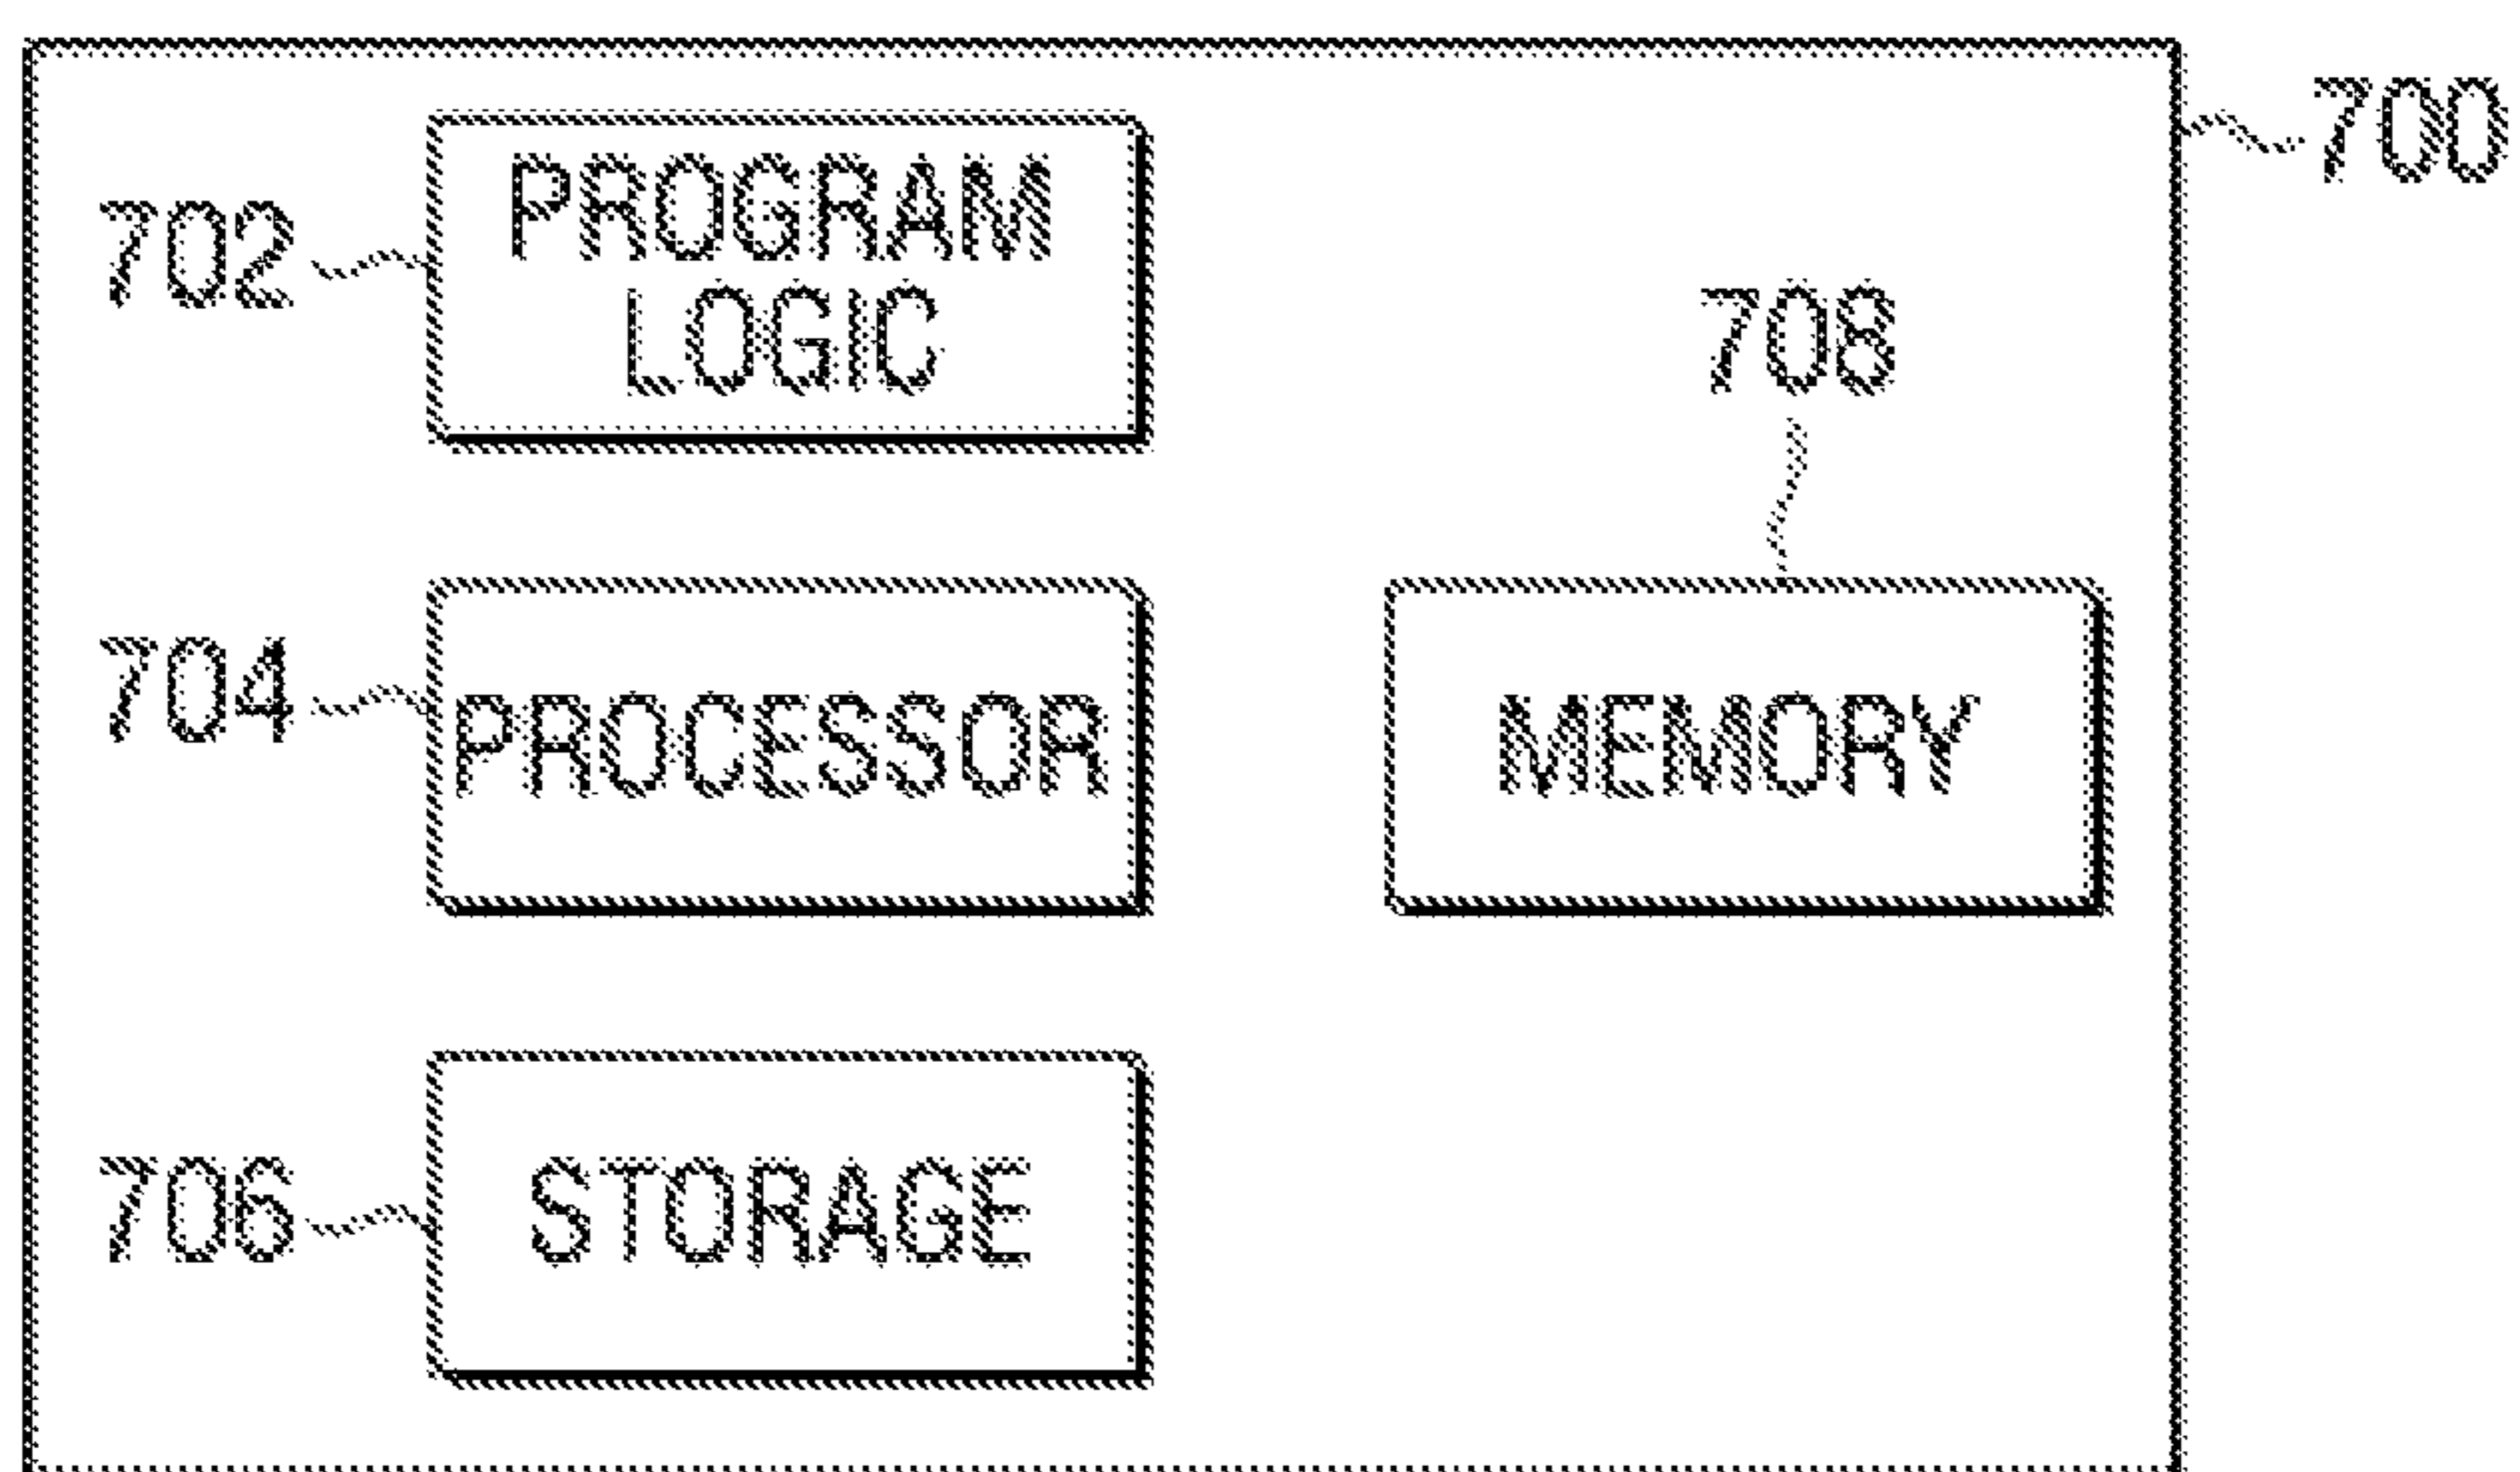 700
702
PROGRAM
LOGIC
708
704
PROCESSOR
MEMORY
706
STORAGE